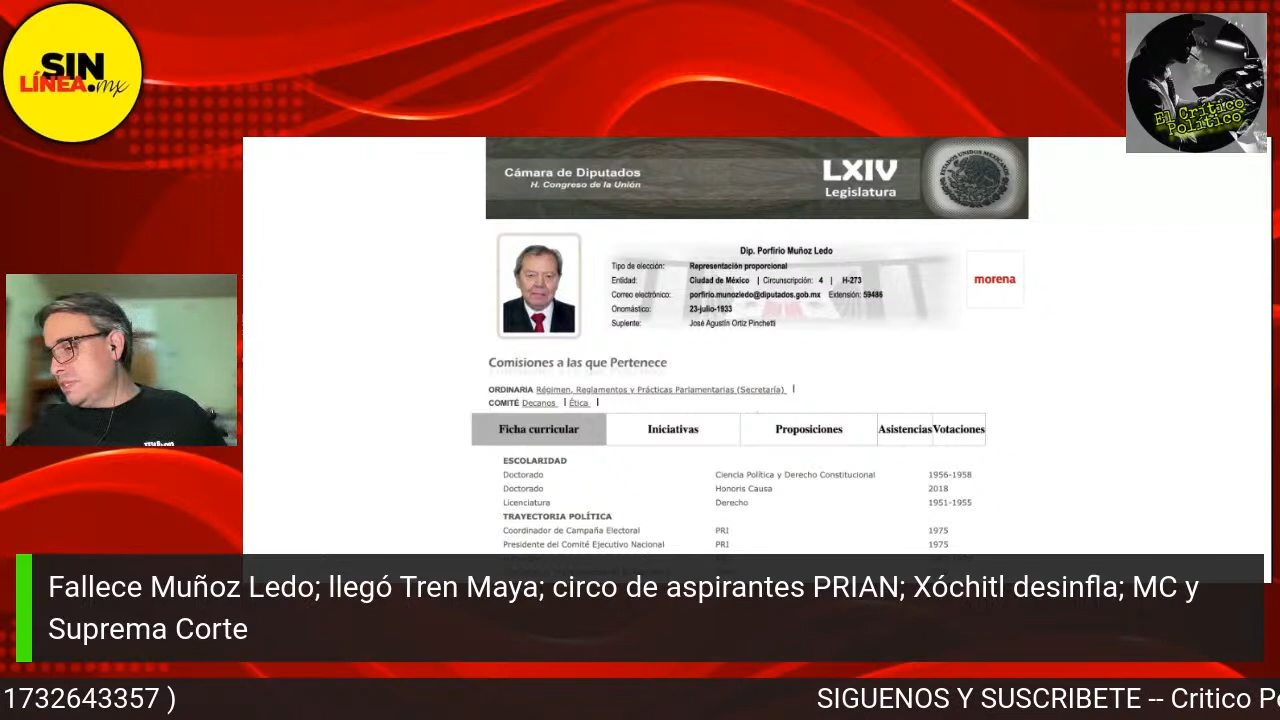 SIN
LÍNEA.mx
El Crítico
Político
Cámara de Diputados
H. Congreso de la Unión
LXIV
Legislatura
ESTADOS UNIDOS MEXICANOS
Dip. Porfirio Muñoz Ledo
Tipo de elección: Representación proporcional
Entidad: Ciudad de México | Circunscripción: 4 | H-273
Correo electrónico: porfirio.munozledo@diputados.gob.mx Extensión: 59486
Onomástico: 23-julio-1933
Suplente: José Agustín Ortiz Pinchetti
morena
Comisiones a las que Pertenece
ORDINARIA Régimen, Reglamentos y Prácticas Parlamentarias (Secretaría) |
COMITÉ Decanos | Ética |
Ficha curricular Iniciativas Proposiciones Asistencias Votaciones
ESCOLARIDAD
Doctorado Ciencia Política y Derecho Constitucional 1956-1958
Doctorado Honoris Causa 2018
Licenciatura Derecho 1951-1955
TRAYECTORIA POLÍTICA
Coordinador de Campaña Electoral PRI 1975
Presidente del Comité Ejecutivo Nacional PRI 1975
Fallece Muñoz Ledo; llegó Tren Maya; circo de aspirantes PRIAN; Xóchitl desinfla; MC y
Suprema Corte
1732643357 ) SIGUENOS Y SUSCRIBETE -- Critico Po